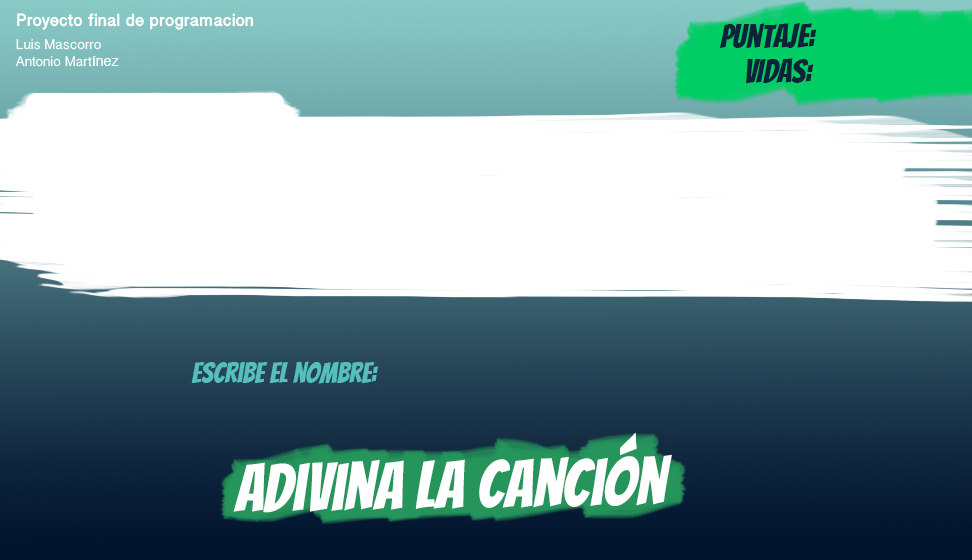 Proyecto final de programacion
Luis Mascorro
Antonio Martínez
PUNTAJE:
VIDAS:
ESCRIBE EL NOMBRE:
ADIVINA LA CANCIÓN